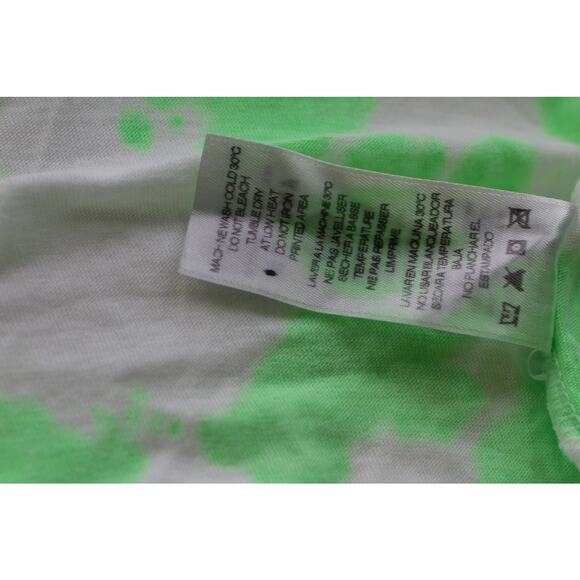 MACHINE WASH COLD 30°C
DO NOT BLEACH
TUMBLE DRY
AT LOW HEAT
DO NOT IRON
PRINTED AREA
LAVER A LA MACHINE 30°C
NE PAS JAVELLISER
SECHER A BASSE
TEMPERATURE
NE PAS REPASSER
L'IMPRIME
LAVAR EN MAQUINA 30°C
NO USAR BLANQUEADOR
SECAR A TEMPERATURA
BAJA
NO PLANCHAR EL
ESTAMPADO